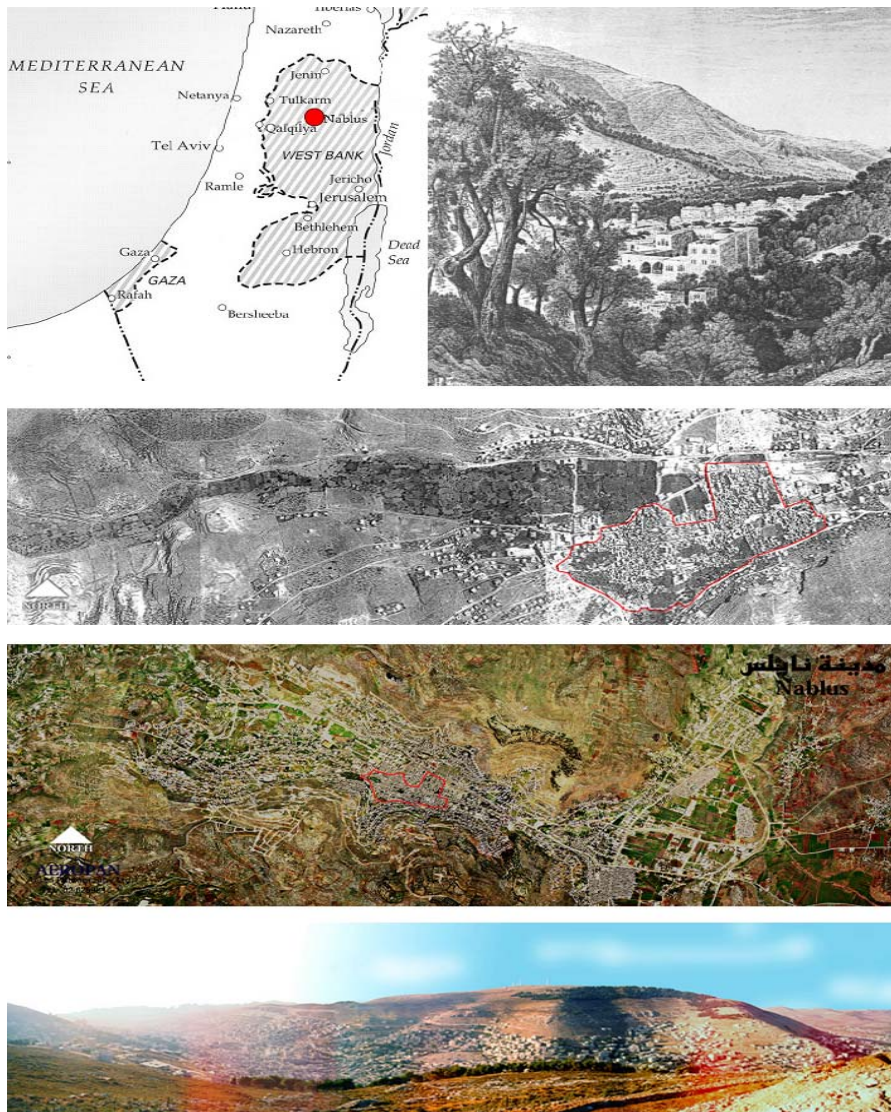 Nazareth
MEDITERRANEAN
SEA
Jenin
Netanya
Tulkarm
Nablus
Qalqilya
Tel Aviv
WEST BANK
Jordan
Ramle
Jericho
Jerusalem
Bethlehem
Gaza
Hebron
Dead
Sea
GAZA
Rafah
Bersheeba
NORTH
مدينة نابلس
Nablus
NORTH
AEROPAN